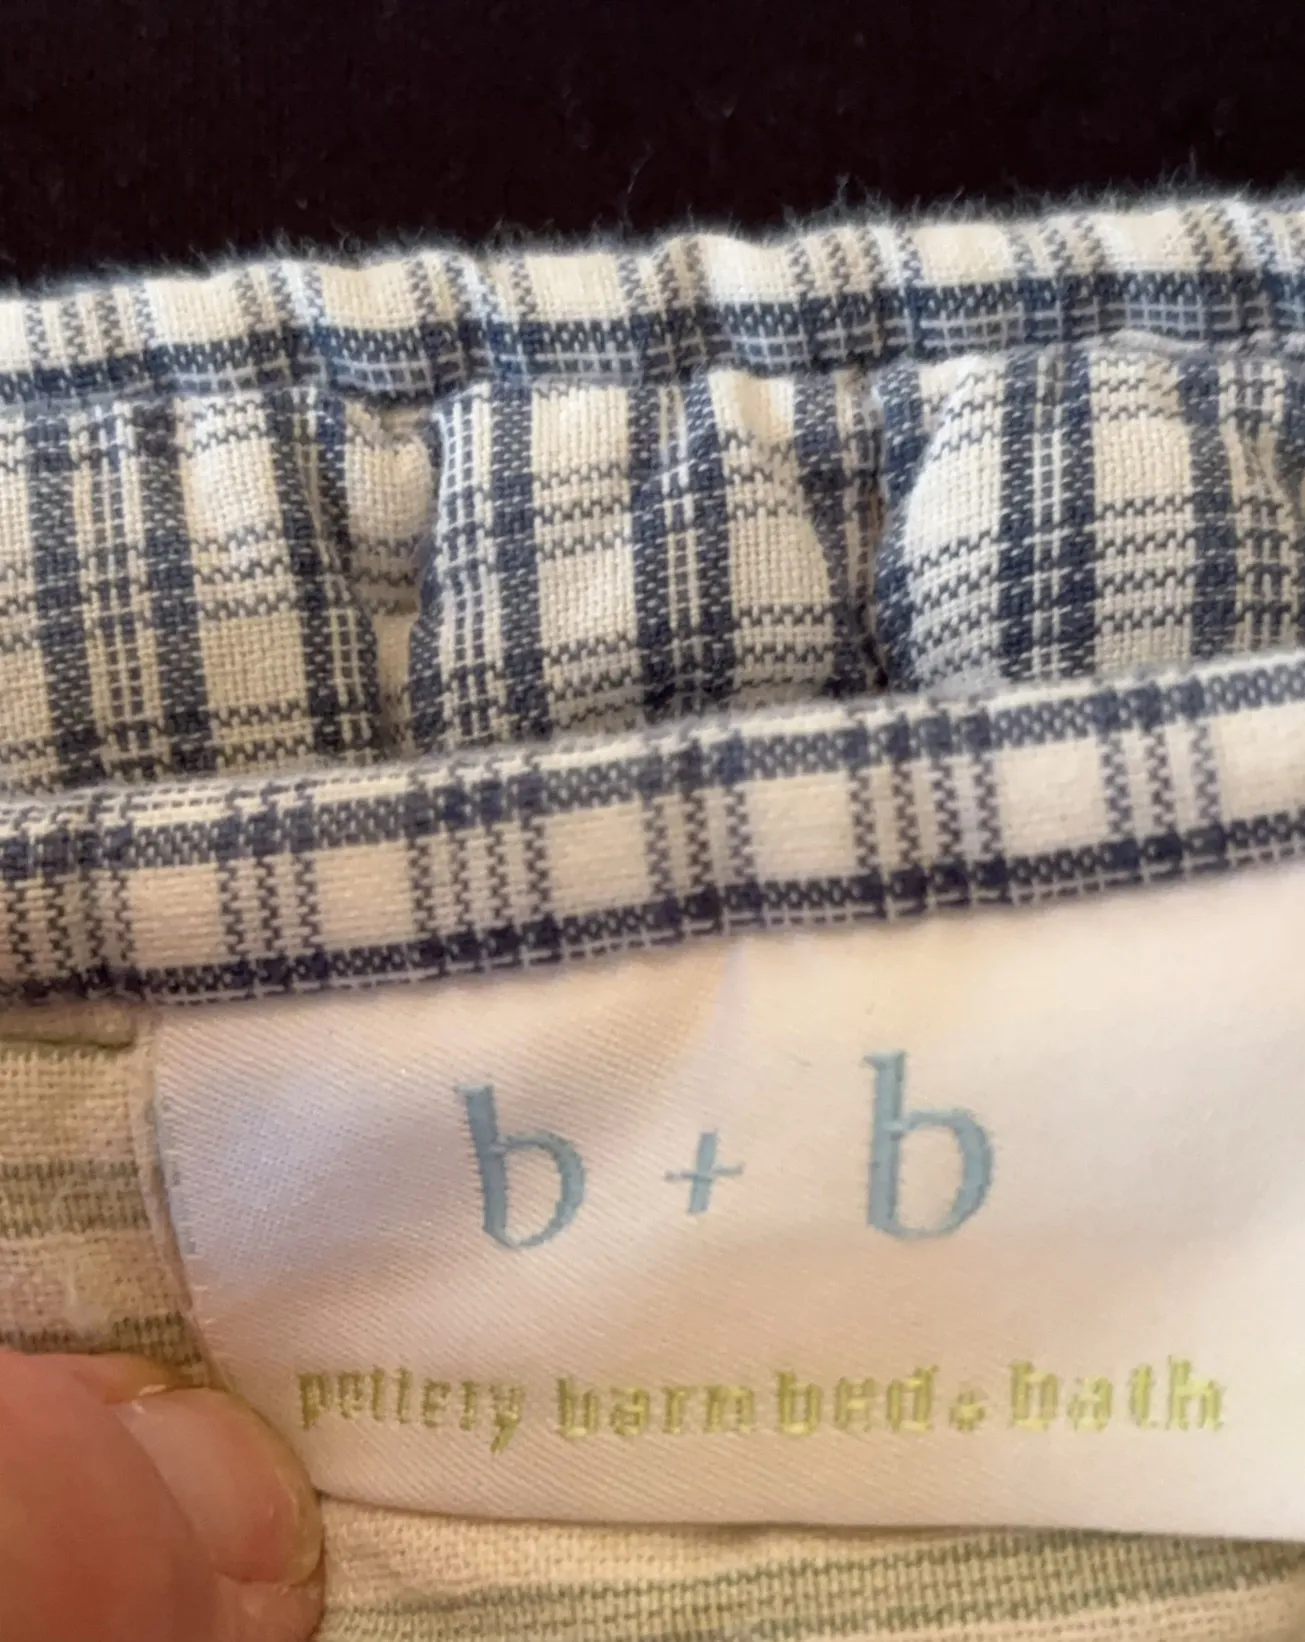 b + b
pottery barn bed + bath